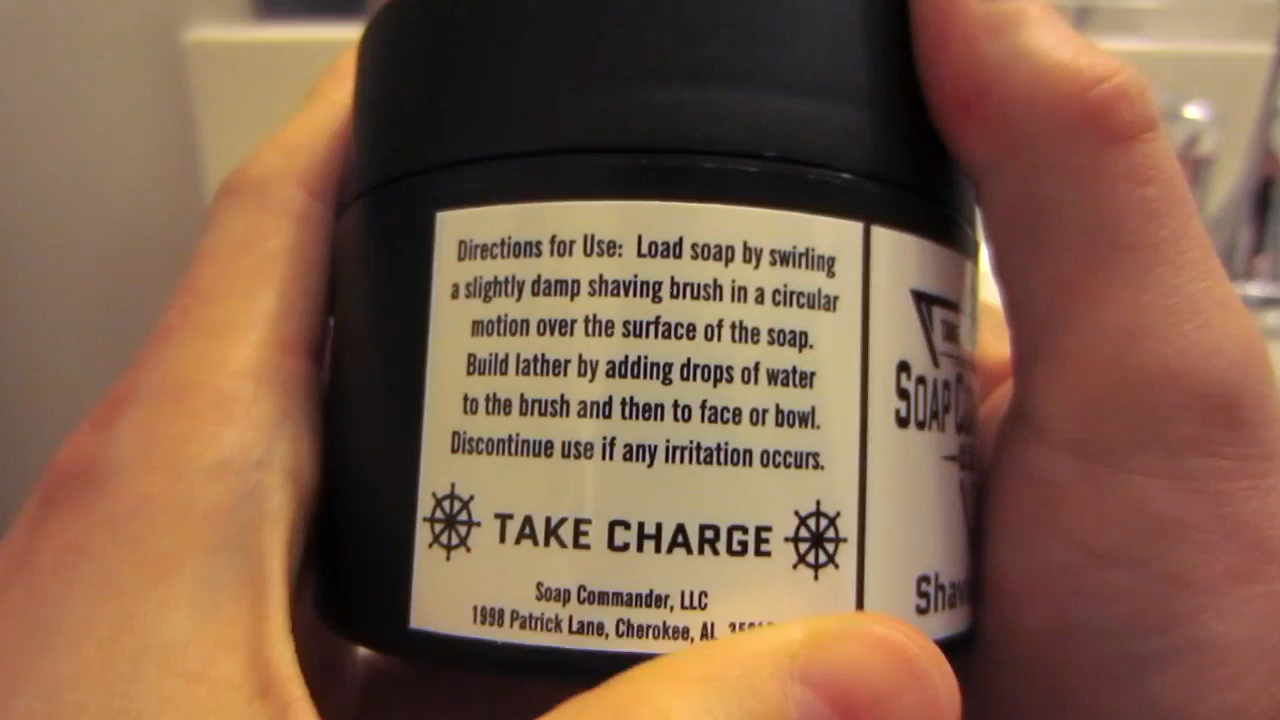 Directions for Use: Load soap by swirling
a slightly damp shaving brush in a circular
motion over the surface of the soap.
Build lather by adding drops of water
to the brush and then to face or bowl.
Discontinue use if any irritation occurs.
TAKE CHARGE
Soap Commander, LLC
1998 Patrick Lane, Cherokee, AL
SOAP